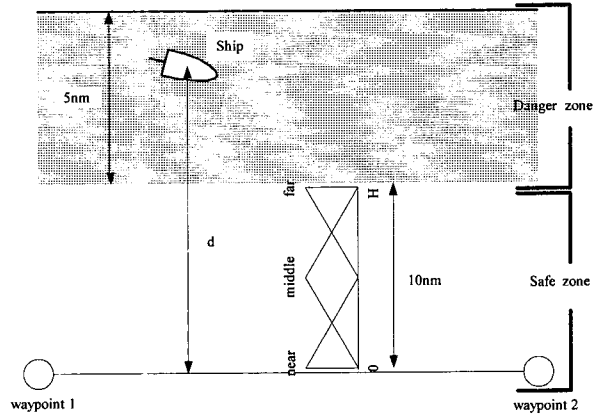 Ship
5nm
Danger zone
far
H
d
middle
10nm
Safe zone
near
0
waypoint 1
waypoint 2